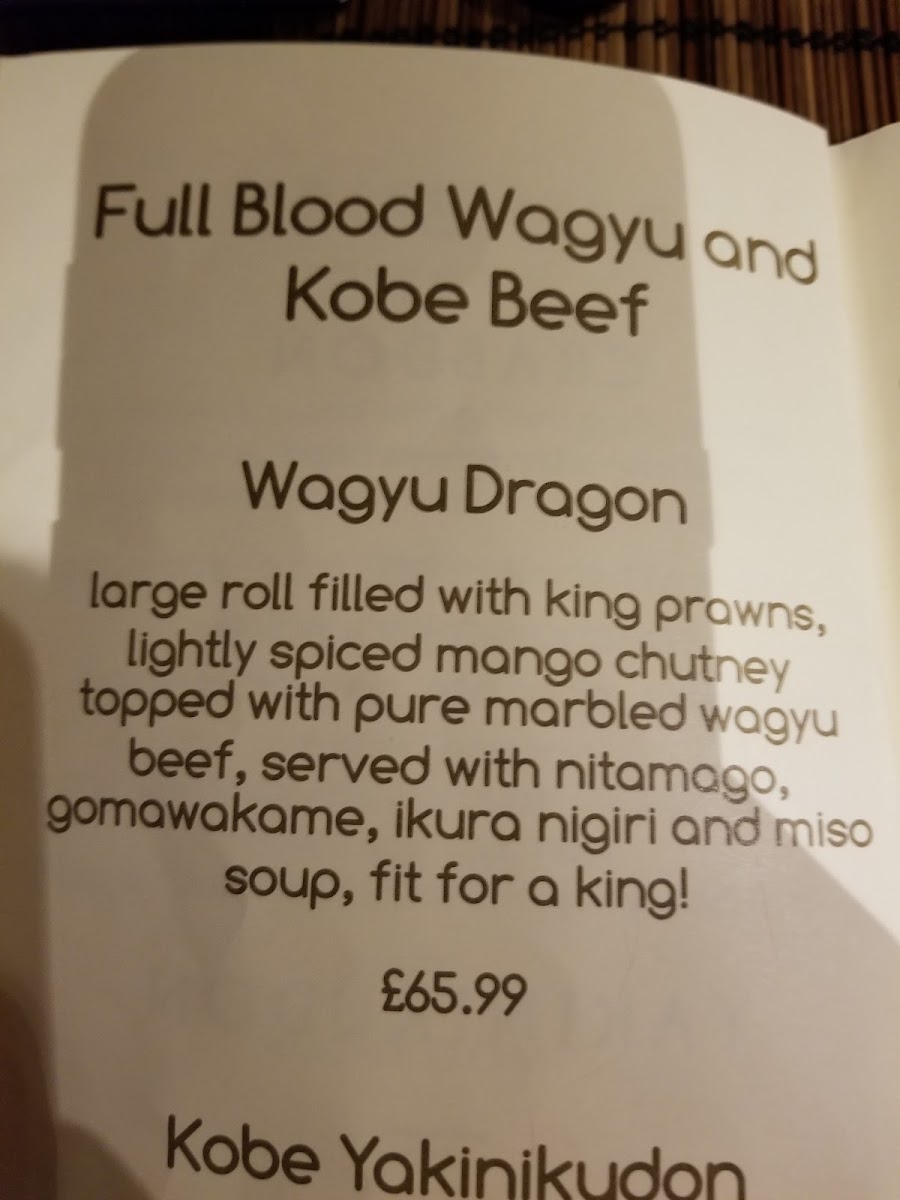 Full Blood Wagyu and
Kobe Beef
Wagyu Dragon
large roll filled with king prawns,
lightly spiced mango chutney
topped with pure marbled wagyu
beef, served with nitamago,
gomawakame, ikura nigiri and miso
soup, fit for a king!
£65.99
Kobe Yakinikudon